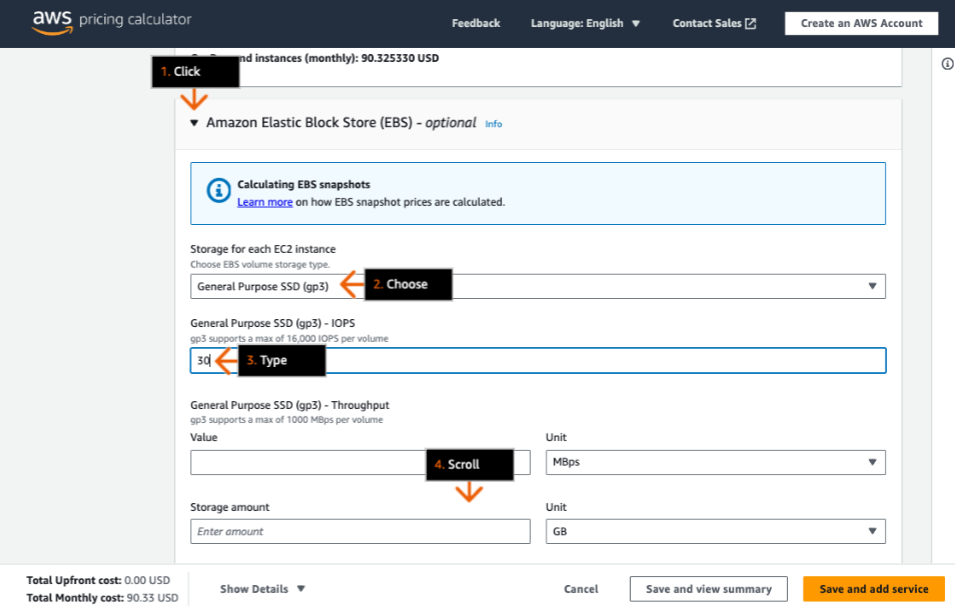 aws pricing calculator
Feedback Language: English Contact Sales Create an AWS Account
nd instances (monthly): 90.325330 USD
1. Click
Amazon Elastic Block Store (EBS) - optional Info
Calculating EBS snapshots
Learn more on how EBS snapshot prices are calculated.
Storage for each EC2 instance
Choose EBS volume storage type.
General Purpose SSD (gp3)
2. Choose
General Purpose SSD (gp3) - IOPS
gp3 supports a max of 16,000 IOPS per volume
30
3. Type
General Purpose SSD (gp3) - Throughput
gp3 supports a max of 1000 MBps per volume
Value Unit
4. Scroll
MBps
Storage amount Unit
Enter amount GB
Total Upfront cost: 0.00 USD
Total Monthly cost: 90.33 USD
Show Details Cancel Save and view summary Save and add service